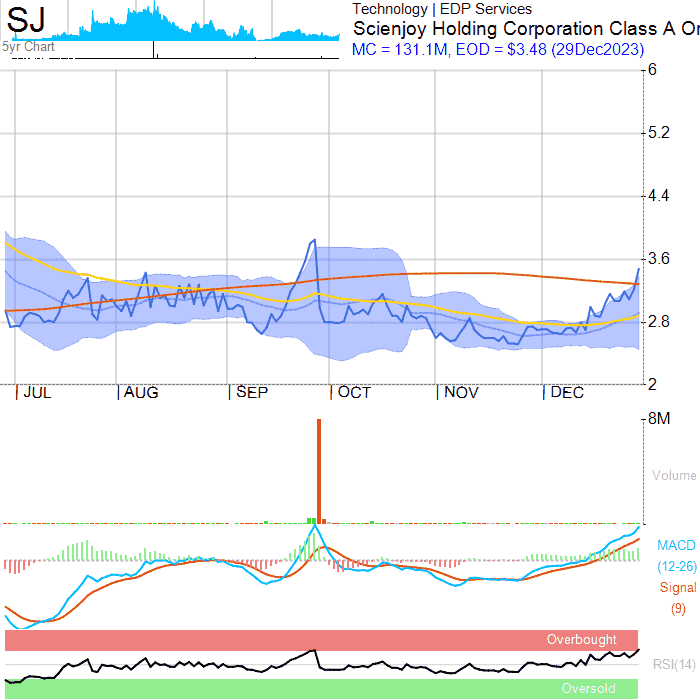 SJ
5yr Chart
Technology | EDP Services
Scienjoy Holding Corporation Class A Or
MC = 131.1M, EOD = $3.48 (29Dec2023)
6
5.2
4.4
3.6
2.8
2
JUL AUG SEP OCT NOV DEC
8M
Volume
MACD
(12-26)
Signal
(9)
Overbought
RSI(14)
Oversold